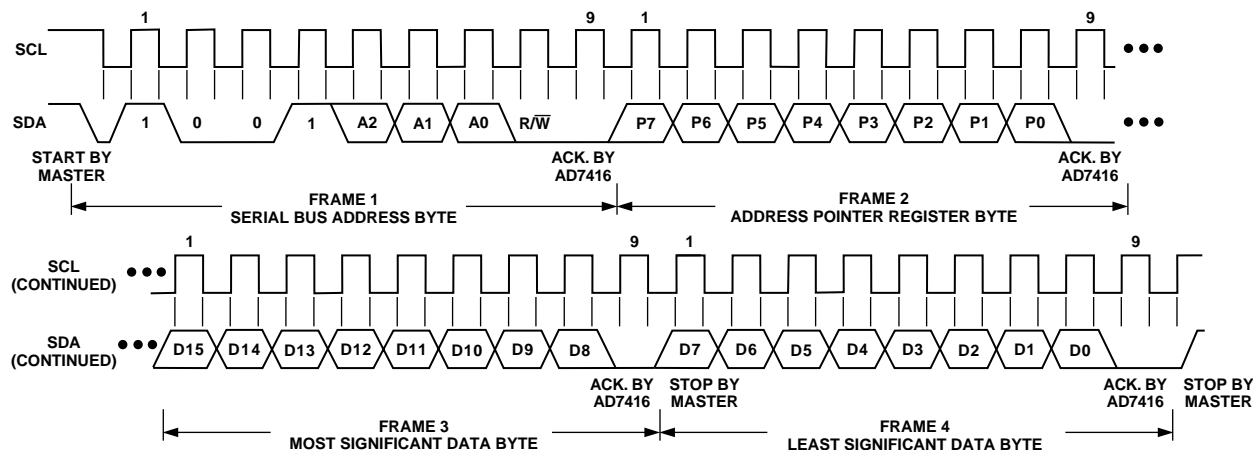 1 9 1 9
SCL
SDA 1 0 0 1 A2 A1 A0 R/W̅ P7 P6 P5 P4 P3 P2 P1 P0
START BY MASTER
ACK. BY AD7416
ACK. BY AD7416
FRAME 1
SERIAL BUS ADDRESS BYTE
FRAME 2
ADDRESS POINTER REGISTER BYTE
1 9 1 9
SCL
(CONTINUED)
SDA
(CONTINUED)
D15 D14 D13 D12 D11 D10 D9 D8 D7 D6 D5 D4 D3 D2 D1 D0
ACK. BY AD7416
STOP BY MASTER
ACK. BY AD7416
STOP BY MASTER
FRAME 3
MOST SIGNIFICANT DATA BYTE
FRAME 4
LEAST SIGNIFICANT DATA BYTE